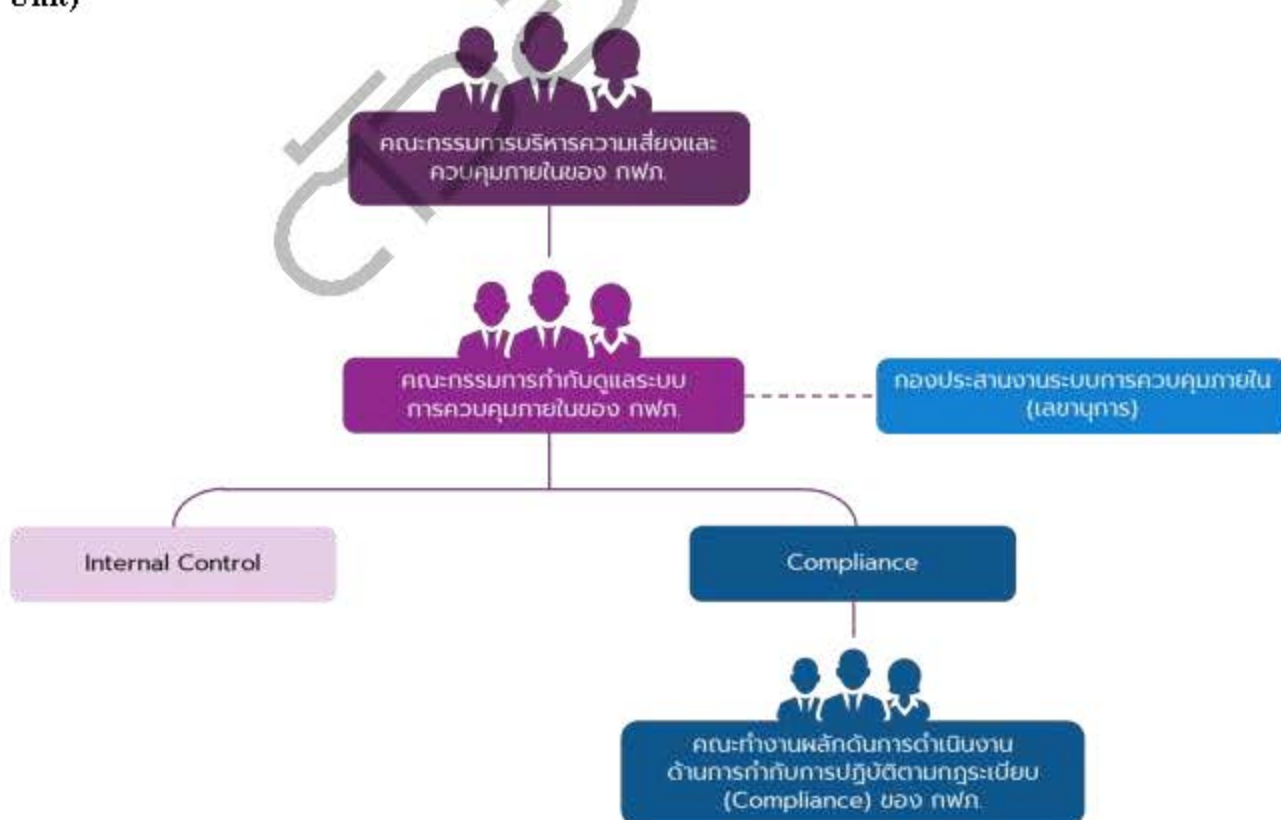 Unit)
คณะกรรมการบริหารความเสี่ยงและ
ควบคุมภายในของ กฟภ.
คณะกรรมการกำกับดูแลระบบ
การควบคุมภายในของ กฟภ.
กองประสานงานระบบการควบคุมภายใน
(เลขานุการ)
Internal Control
Compliance
คณะทำงานผลักดันการดำเนินงาน
ด้านการกำกับการปฏิบัติตามกฎระเบียบ
(Compliance) ของ กฟภ.